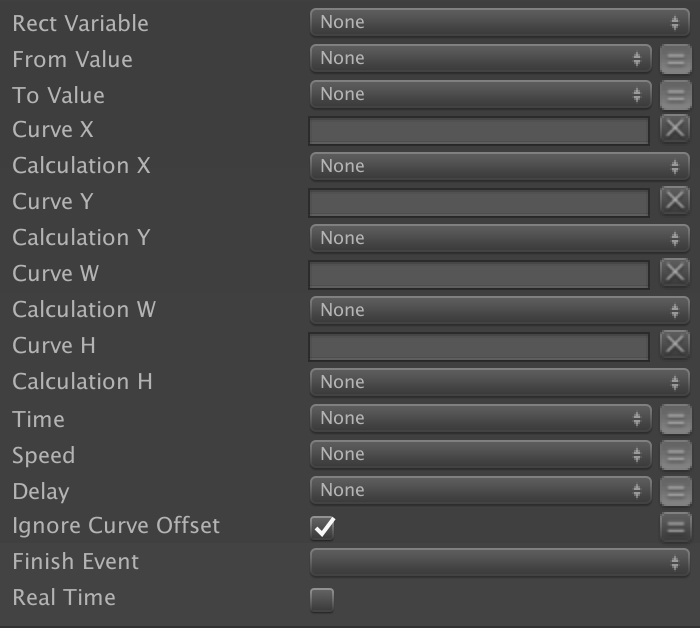 Rect Variable None
From Value None
To Value None
Curve X
Calculation X None
Curve Y
Calculation Y None
Curve W
Calculation W None
Curve H
Calculation H None
Time None
Speed None
Delay None
Ignore Curve Offset
Finish Event
Real Time